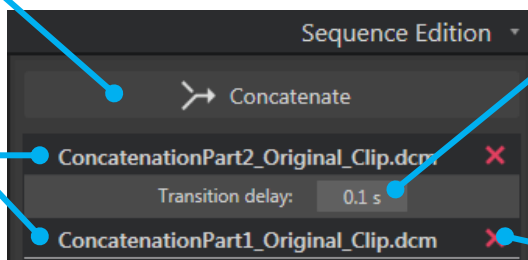 Sequence Edition
Concatenate
ConcatenationPart2_Original_Clip.dcm
Transition delay: 0.1 s
ConcatenationPart1_Original_Clip.dcm